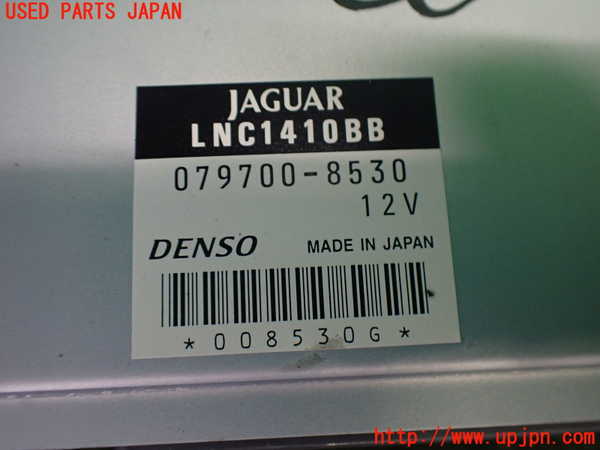 USED PARTS JAPAN
JAGUAR
LNC1410BB
079700-8530
12V
DENSO MADE IN JAPAN
*008530G*
http://www.upjpn.com/